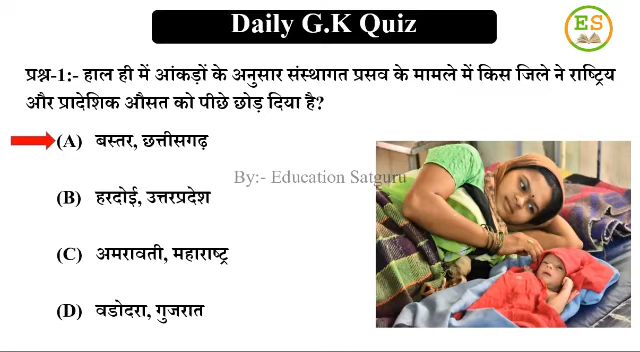 Daily G.K Quiz
ES
प्रश्न-1:- हाल ही में आंकड़ों के अनुसार संस्थागत प्रसव के मामले में किस जिले ने राष्ट्रिय
और प्रादेशिक औसत को पीछे छोड़ दिया है?
(A) बस्तर, छत्तीसगढ़
By:- Education Satguru
(B) हरदोई, उत्तरप्रदेश
(C) अमरावती, महाराष्ट्र
(D) वडोदरा, गुजरात